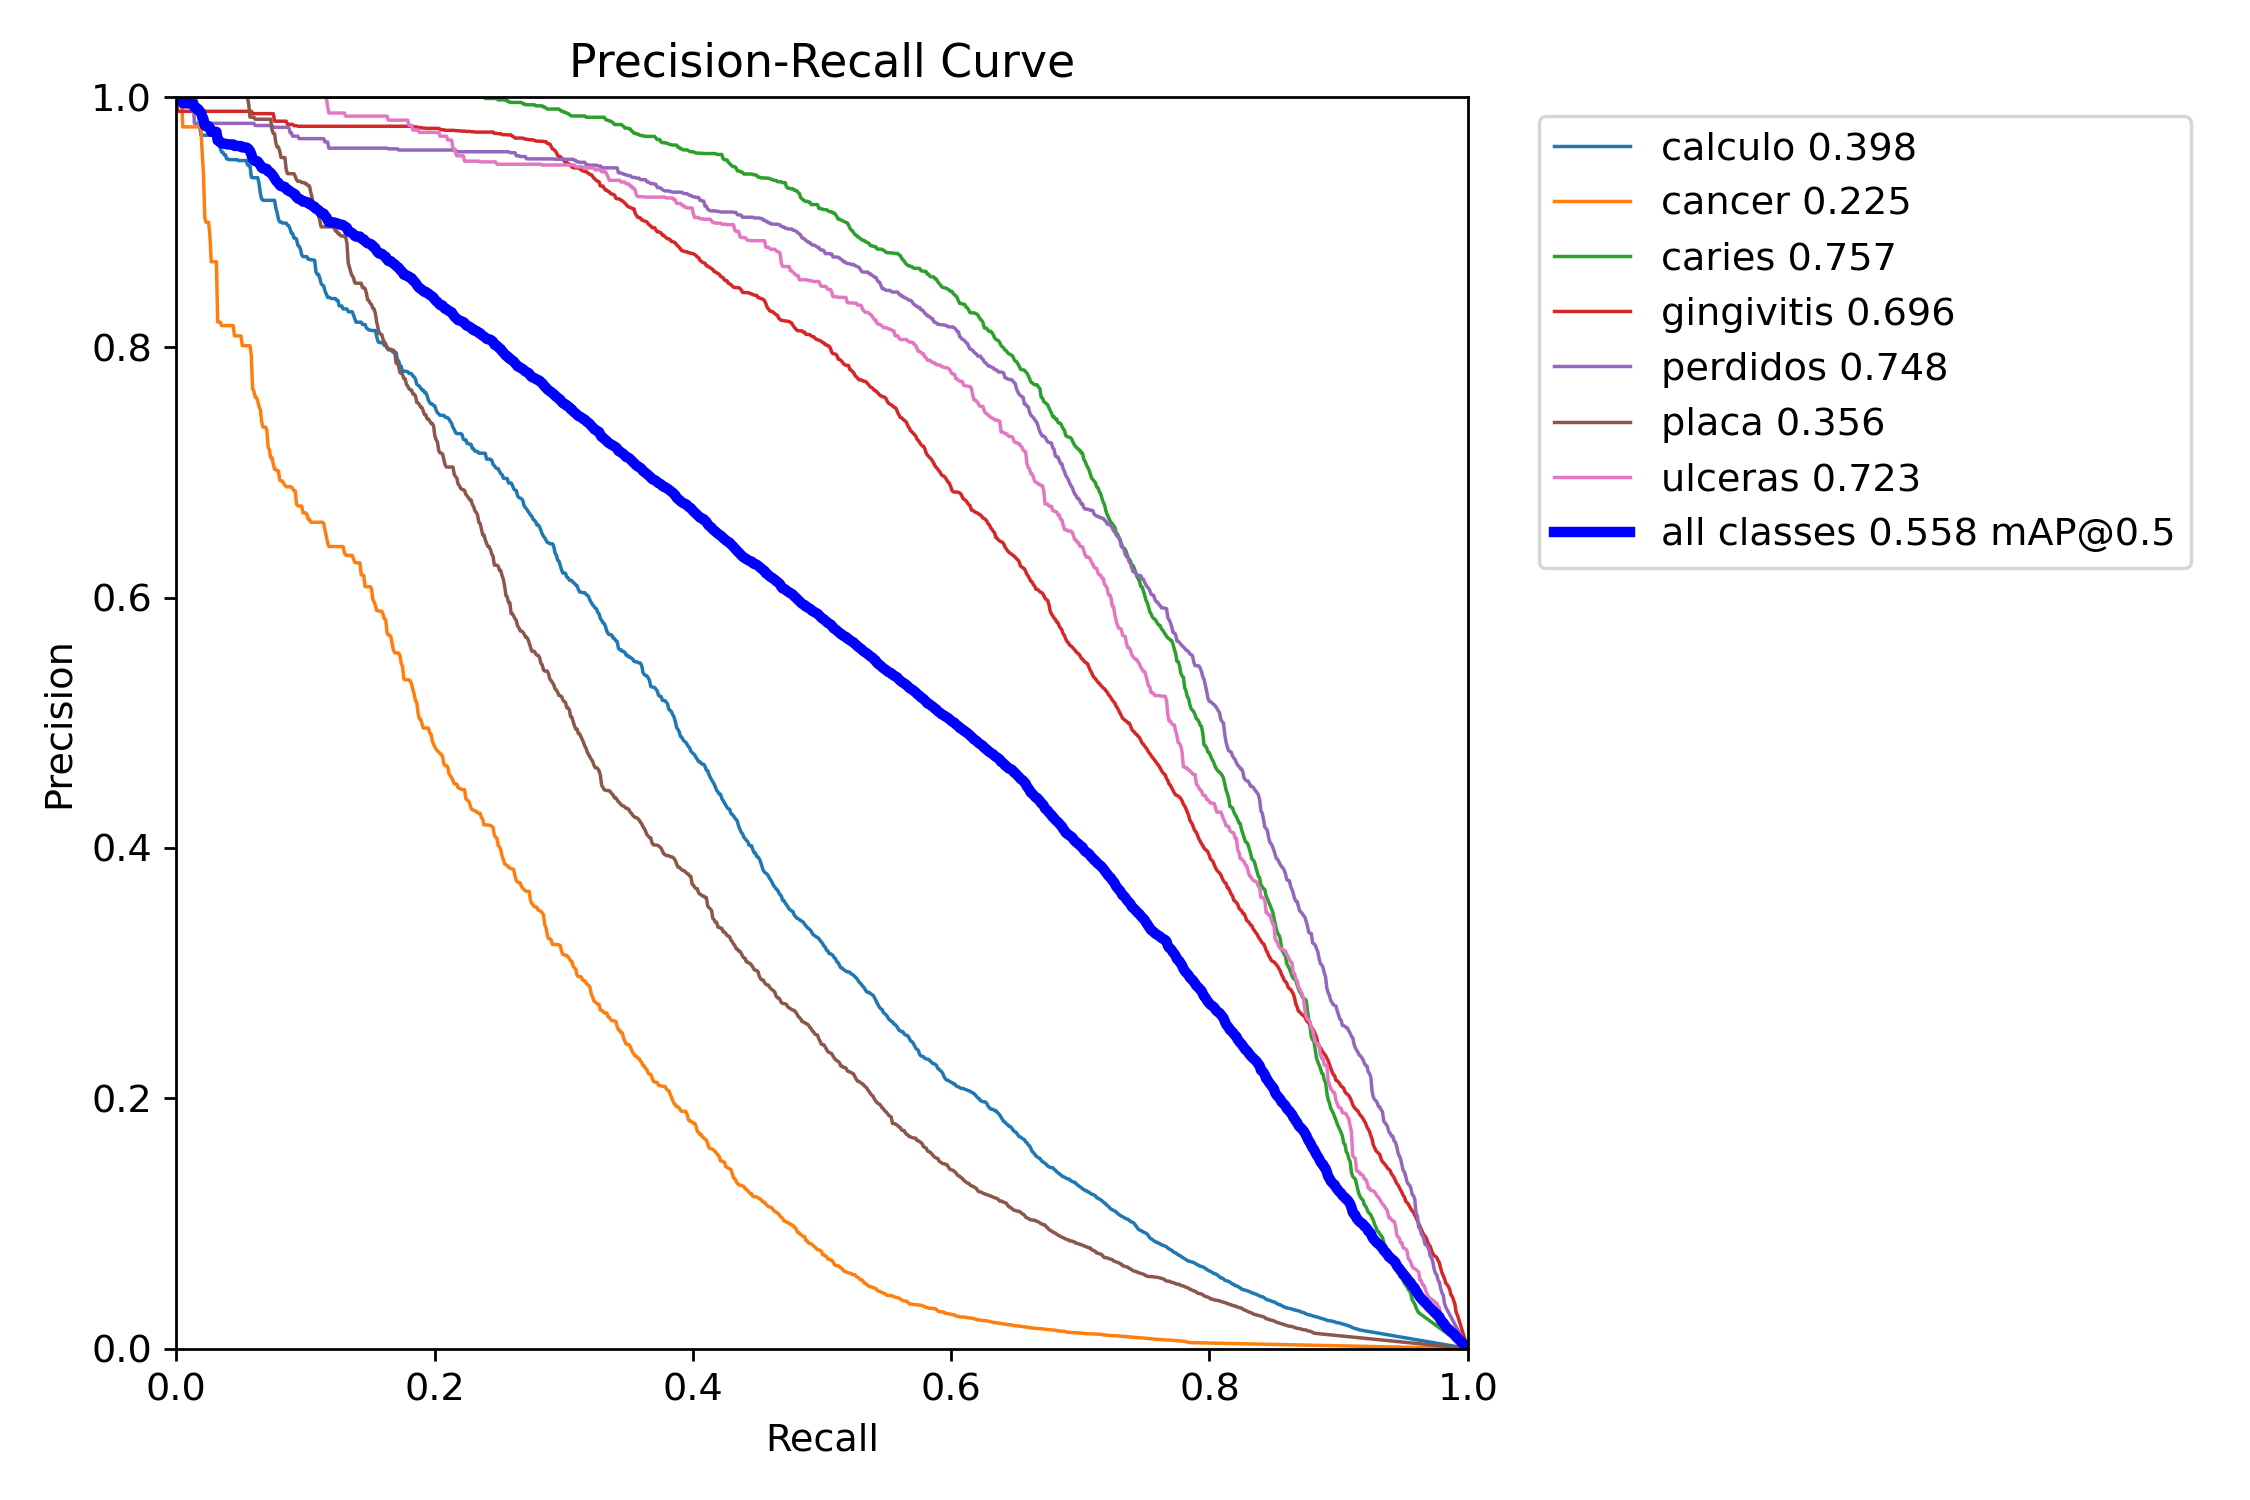 Precision-Recall Curve
1.0
0.8
0.6
0.4
0.2
0.0
Precision
0.0 0.2 0.4 0.6 0.8 1.0
Recall
calculo 0.398
cancer 0.225
caries 0.757
gingivitis 0.696
perdidos 0.748
placa 0.356
ulceras 0.723
all classes 0.558 mAP@0.5